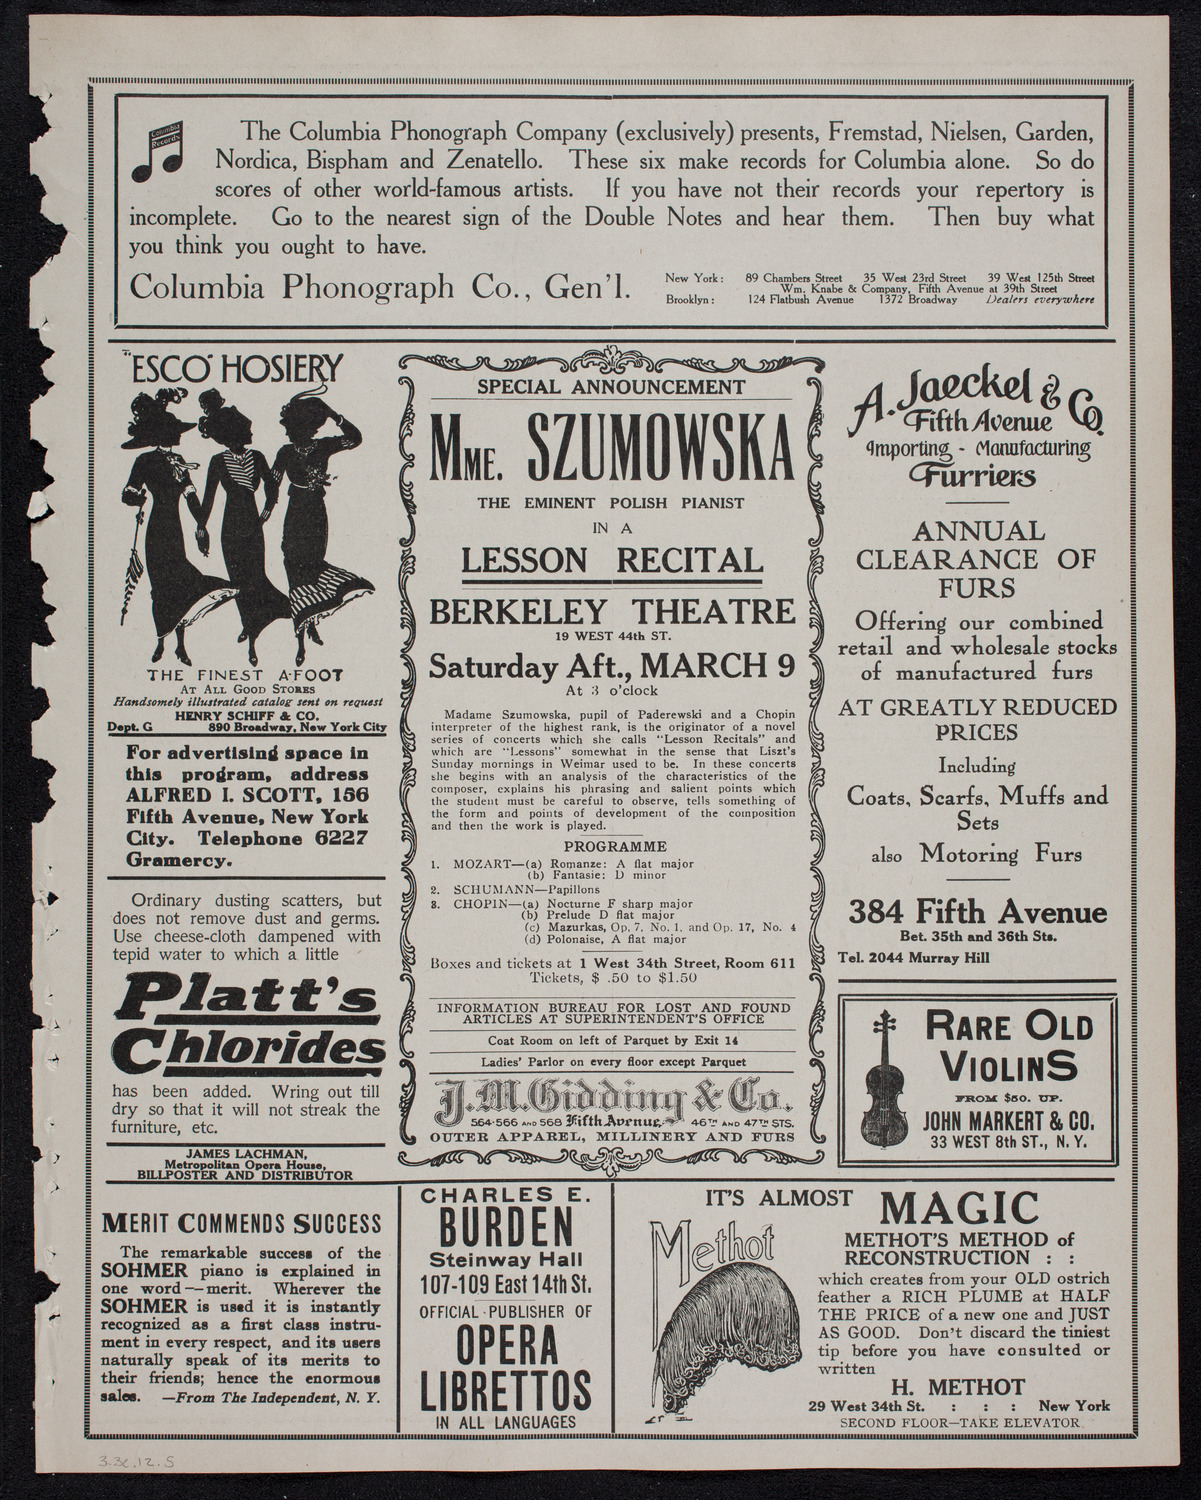 Columbia
Records
The Columbia Phonograph Company (exclusively) presents, Fremstad, Nielsen, Garden,
Nordica, Bispham and Zenatello. These six make records for Columbia alone. So do
scores of other world-famous artists. If you have not their records your repertory is
incomplete. Go to the nearest sign of the Double Notes and hear them. Then buy what
you think you ought to have.
Columbia Phonograph Co., Gen'l.
New York: 89 Chambers Street 35 West 23rd Street 39 West 125th Street
Wm. Knabe & Company, Fifth Avenue at 39th Street
Brooklyn: 124 Flatbush Avenue 1372 Broadway Dealers everywhere
"ESCO" HOSIERY
THE FINEST A-FOOT
AT ALL GOOD STORES
Handsomely illustrated catalog sent on request
HENRY SCHIFF & CO.
Dept. G 890 Broadway, New York City
For advertising space in
this program, address
ALFRED I. SCOTT, 156
Fifth Avenue, New York
City. Telephone 6227
Gramercy.
Ordinary dusting scatters, but
does not remove dust and germs.
Use cheese-cloth dampened with
tepid water to which a little
Platt's
Chlorides
has been added. Wring out till
dry so that it will not streak the
furniture, etc.
JAMES LACHMAN,
Metropolitan Opera House,
BILLPOSTER AND DISTRIBUTOR
SPECIAL ANNOUNCEMENT
MME. SZUMOWSKA
THE EMINENT POLISH PIANIST
IN A
LESSON RECITAL
BERKELEY THEATRE
19 WEST 44th ST.
Saturday Aft., MARCH 9
At 3 o'clock
Madame Szumowska, pupil of Paderewski and a Chopin
interpreter of the highest rank, is the originator of a novel
series of concerts which she calls "Lesson Recitals" and
which are "Lessons" somewhat in the sense that Liszt's
Sunday mornings in Weimar used to be. In these concerts
she begins with an analysis of the characteristics of the
composer, explains his phrasing and salient points which
the student must be careful to observe, tells something of
the form and points of development of the composition
and then the work is played.
PROGRAMME
1. MOZART—(a) Romanze: A flat major
(b) Fantasie: D minor
2. SCHUMANN—Papillons
3. CHOPIN—(a) Nocturne F sharp major
(b) Prelude D flat major
(c) Mazurkas, Op. 7, No. 1, and Op. 17, No. 4
(d) Polonaise, A flat major
Boxes and tickets at 1 West 34th Street, Room 611
Tickets, $ .50 to $1.50
INFORMATION BUREAU FOR LOST AND FOUND
ARTICLES AT SUPERINTENDENT'S OFFICE
Coat Room on left of Parquet by Exit 14
Ladies' Parlor on every floor except Parquet
J. M. Gidding & Co.
564-566 AND 568 Fifth Avenue, 46TH AND 47TH STS.
OUTER APPAREL, MILLINERY AND FURS
A. Jaeckel & Co.
Fifth Avenue
Importing - Manufacturing
Furriers
ANNUAL
CLEARANCE OF
FURS
Offering our combined
retail and wholesale stocks
of manufactured furs
AT GREATLY REDUCED
PRICES
Including
Coats, Scarfs, Muffs and
Sets
also Motoring Furs
384 Fifth Avenue
Bet. 35th and 36th Sts.
Tel. 2044 Murray Hill
RARE OLD
VIOLINS
FROM $50. UP.
JOHN MARKERT & CO.
33 WEST 8th ST., N. Y.
MERIT COMMENDS SUCCESS
The remarkable success of the
SOHMER piano is explained in
one word—merit. Wherever the
SOHMER is used it is instantly
recognized as a first class instru-
ment in every respect, and its users
naturally speak of its merits to
their friends; hence the enormous
sales. —From The Independent, N. Y.
CHARLES E.
BURDEN
Steinway Hall
107-109 East 14th St.
OFFICIAL PUBLISHER OF
OPERA
LIBRETTOS
IN ALL LANGUAGES
IT'S ALMOST MAGIC
Methot
METHOT'S METHOD of
RECONSTRUCTION : :
which creates from your OLD ostrich
feather a RICH PLUME at HALF
THE PRICE of a new one and JUST
AS GOOD. Don't discard the tiniest
tip before you have consulted or
written
H. METHOT
29 West 34th St. : : : New York
SECOND FLOOR—TAKE ELEVATOR
3.3e.12.S